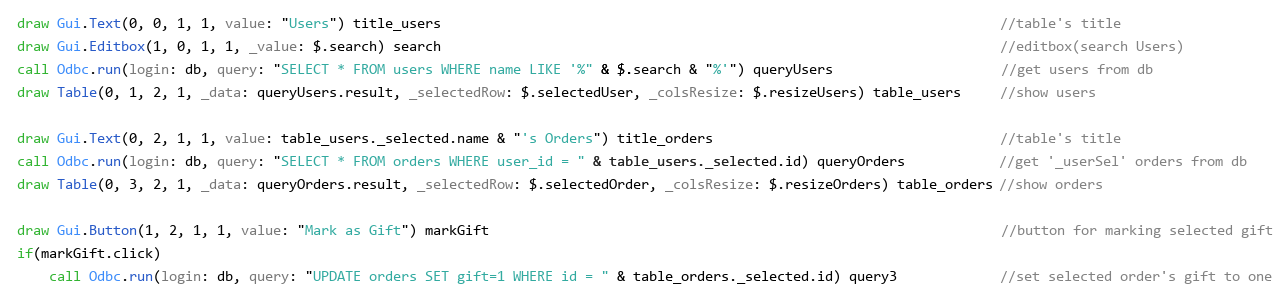 draw Gui.Text(0, 0, 1, 1, value: "Users") title_users //table's title
draw Gui.Editbox(1, 0, 1, 1, _value: $.search) search //editbox(search Users)
call Odbc.run(login: db, query: "SELECT * FROM users WHERE name LIKE '%" & $.search & "%'") queryUsers //get users from db
draw Table(0, 1, 2, 1, _data: queryUsers.result, _selectedRow: $.selectedUser, _colsResize: $.resizeUsers) table_users //show users
draw Gui.Text(0, 2, 1, 1, value: table_users._selected.name & "'s Orders") title_orders //table's title
call Odbc.run(login: db, query: "SELECT * FROM orders WHERE user_id = " & table_users._selected.id) queryOrders //get '_userSel' orders from db
draw Table(0, 3, 2, 1, _data: queryOrders.result, _selectedRow: $.selectedOrder, _colsResize: $.resizeOrders) table_orders //show orders
draw Gui.Button(1, 2, 1, 1, value: "Mark as Gift") markGift //button for marking selected gift
if(markGift.click)
call Odbc.run(login: db, query: "UPDATE orders SET gift=1 WHERE id = " & table_orders._selected.id) query3 //set selected order's gift to one